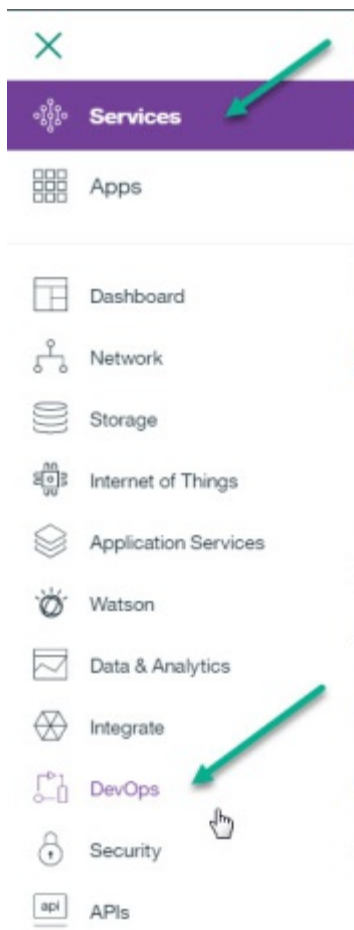 Services
Apps
Dashboard
Network
Storage
Internet of Things
Application Services
Watson
Data & Analytics
Integrate
DevOps
Security
api APIs